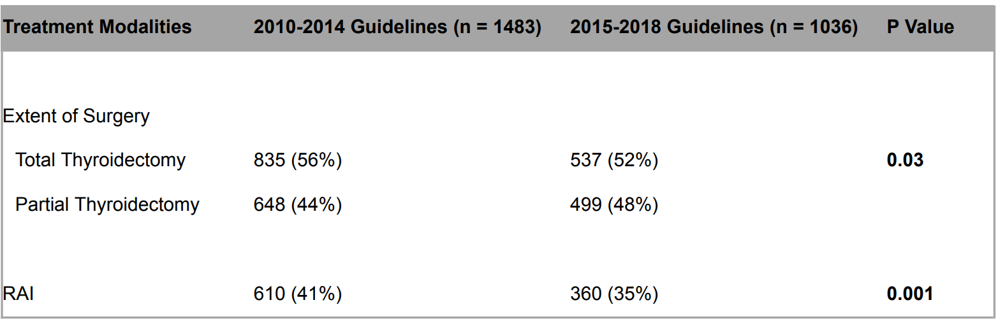 Treatment Modalities 2010-2014 Guidelines (n = 1483) 2015-2018 Guidelines (n = 1036) P Value
Extent of Surgery
Total Thyroidectomy 835 (56%) 537 (52%) 0.03
Partial Thyroidectomy 648 (44%) 499 (48%)
RAI 610 (41%) 360 (35%) 0.001